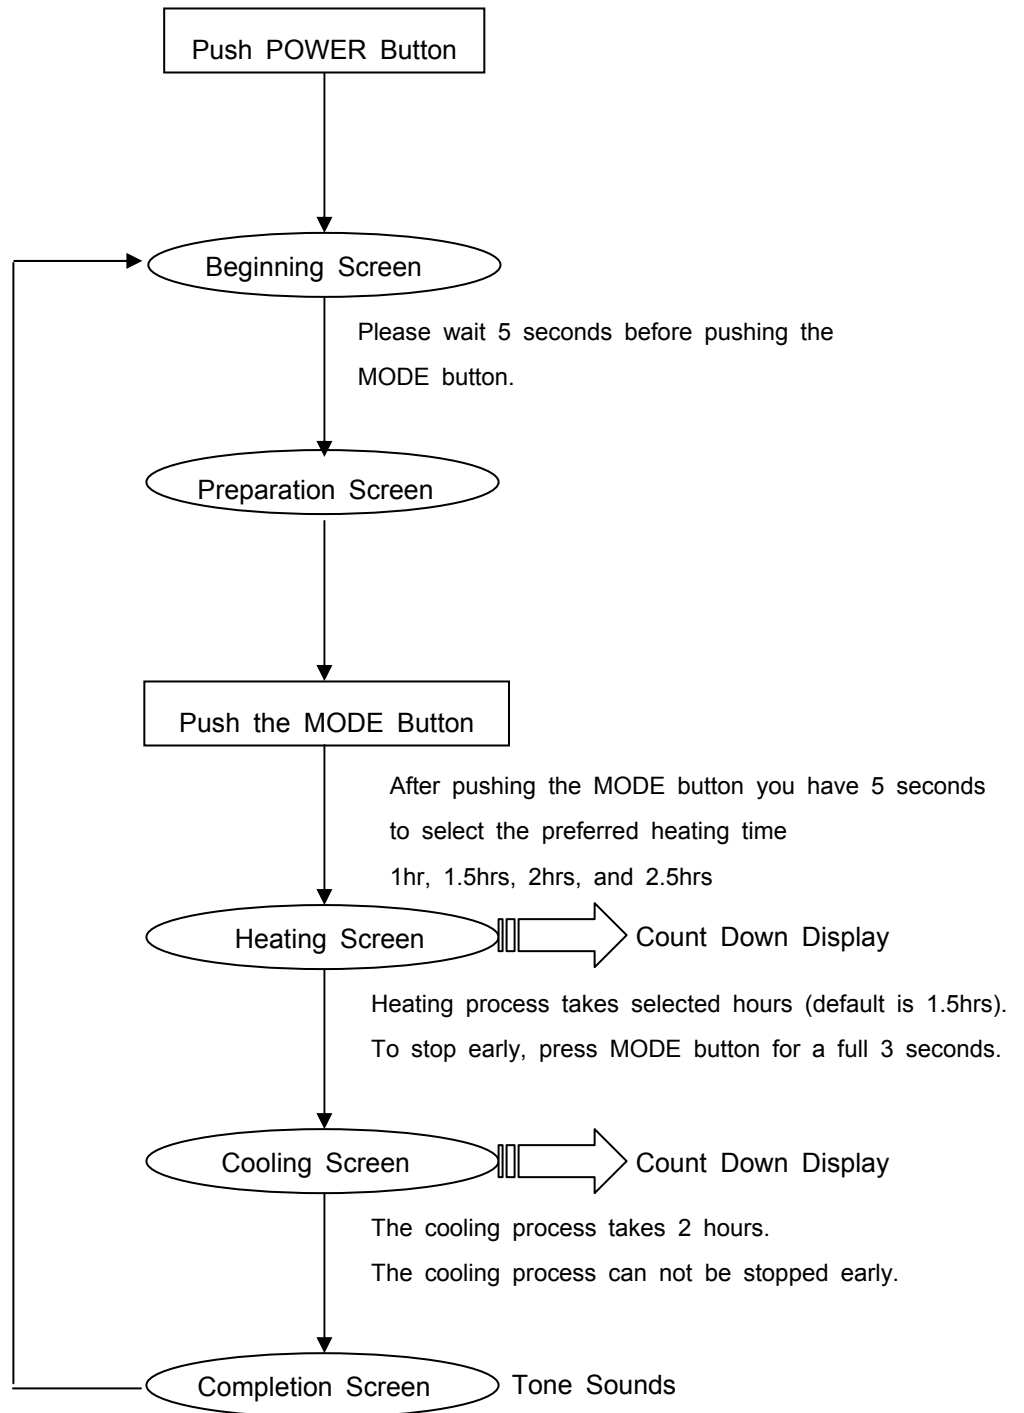 Push POWER Button
Beginning Screen
Please wait 5 seconds before pushing the
MODE button.
Preparation Screen
Push the MODE Button
After pushing the MODE button you have 5 seconds
to select the preferred heating time
1hr, 1.5hrs, 2hrs, and 2.5hrs
Heating Screen
Count Down Display
Heating process takes selected hours (default is 1.5hrs).
To stop early, press MODE button for a full 3 seconds.
Cooling Screen
Count Down Display
The cooling process takes 2 hours.
The cooling process can not be stopped early.
Completion Screen
Tone Sounds